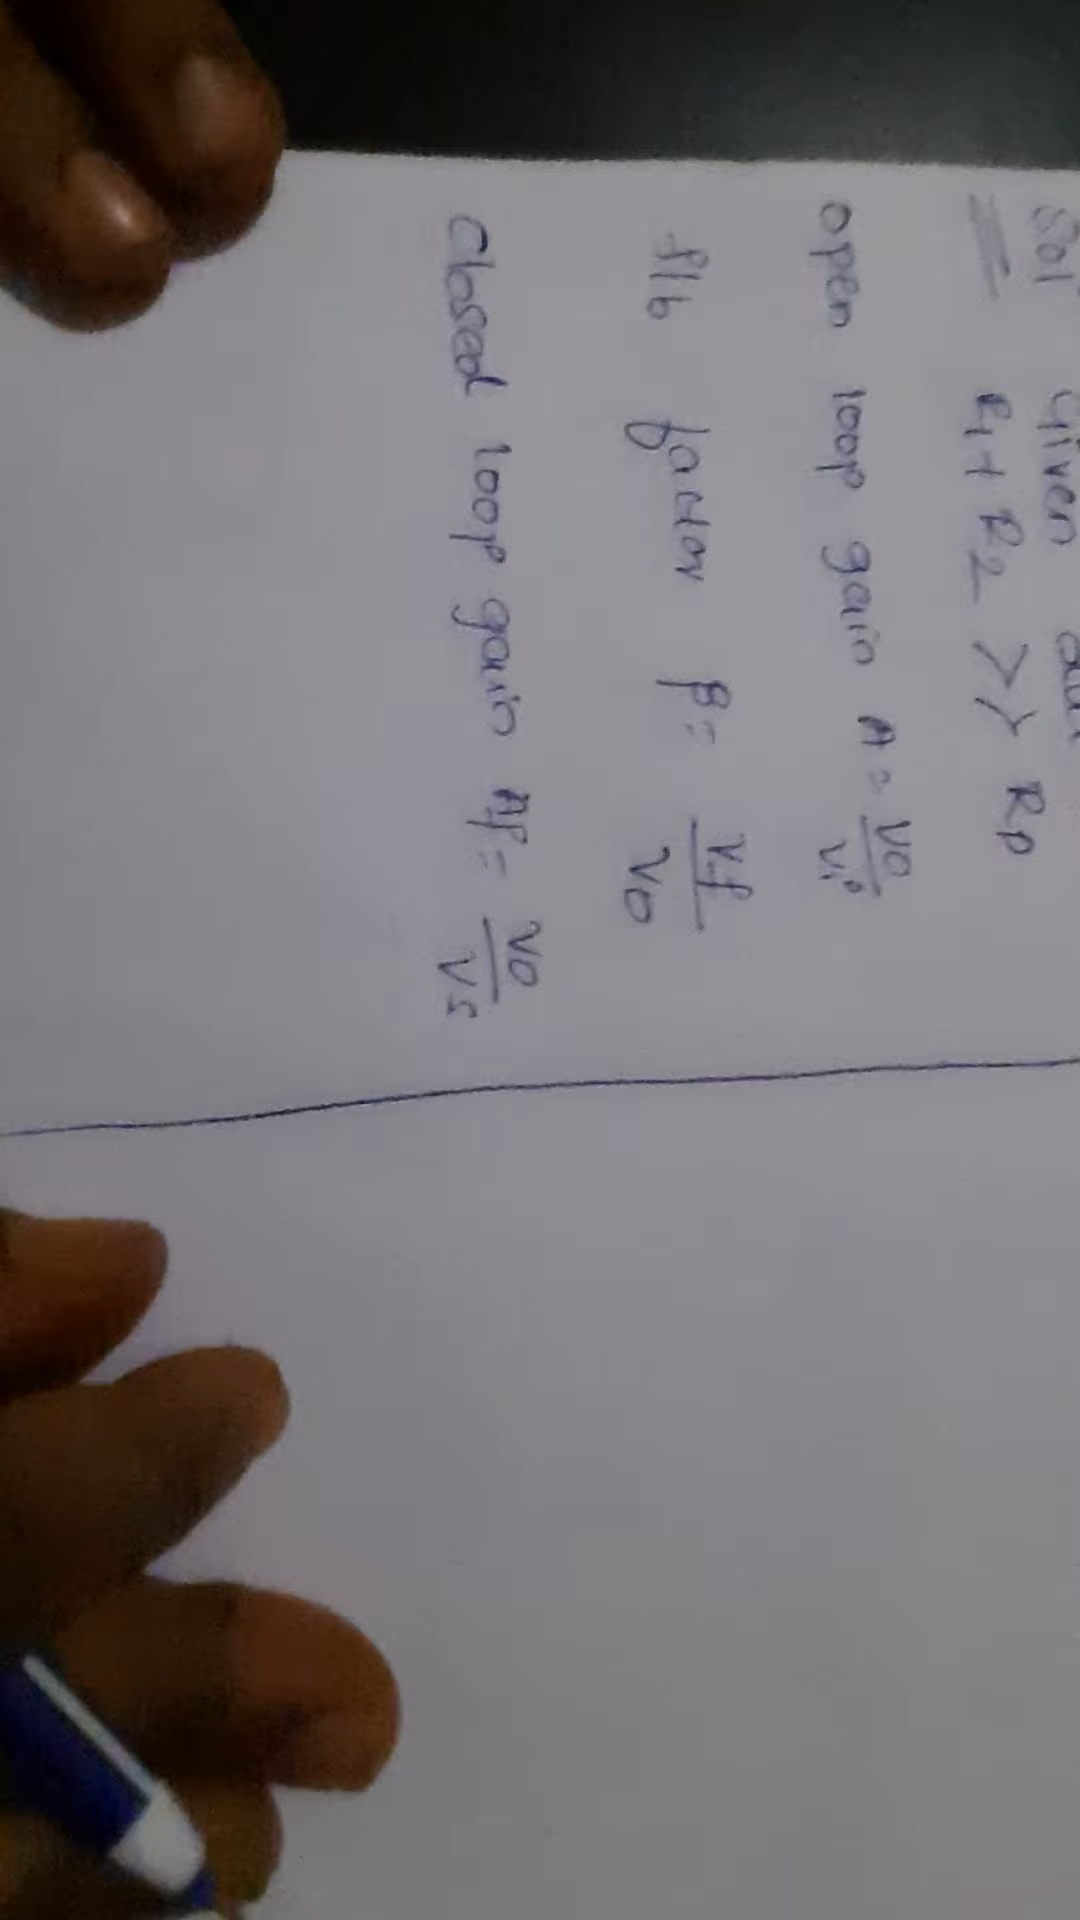 Sol Given
R1 + R2 >> RD
open loop gain A = VO/Vi
f/b factor β = Vf/VO
Closed loop gain Af = VO/VS